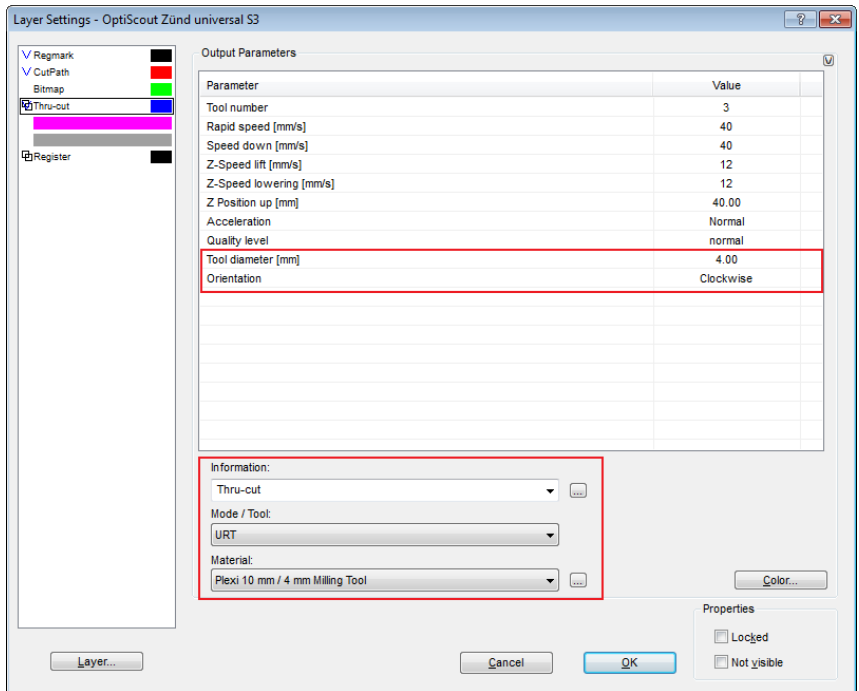 Layer Settings - OptiScout Zünd universal S3
Regmark
CutPath
Bitmap
Thru-cut
Register
Output Parameters
Parameter Value
Tool number 3
Rapid speed [mm/s] 40
Speed down [mm/s] 40
Z-Speed lift [mm/s] 12
Z-Speed lowering [mm/s] 12
Z Position up [mm] 40.00
Acceleration Normal
Quality level normal
Tool diameter [mm] 4.00
Orientation Clockwise
Information:
Thru-cut
...
Mode / Tool:
URT
Material:
Plexi 10 mm / 4 mm Milling Tool
...
Color...
Properties
Locked
Not visible
Layer...
Cancel
OK